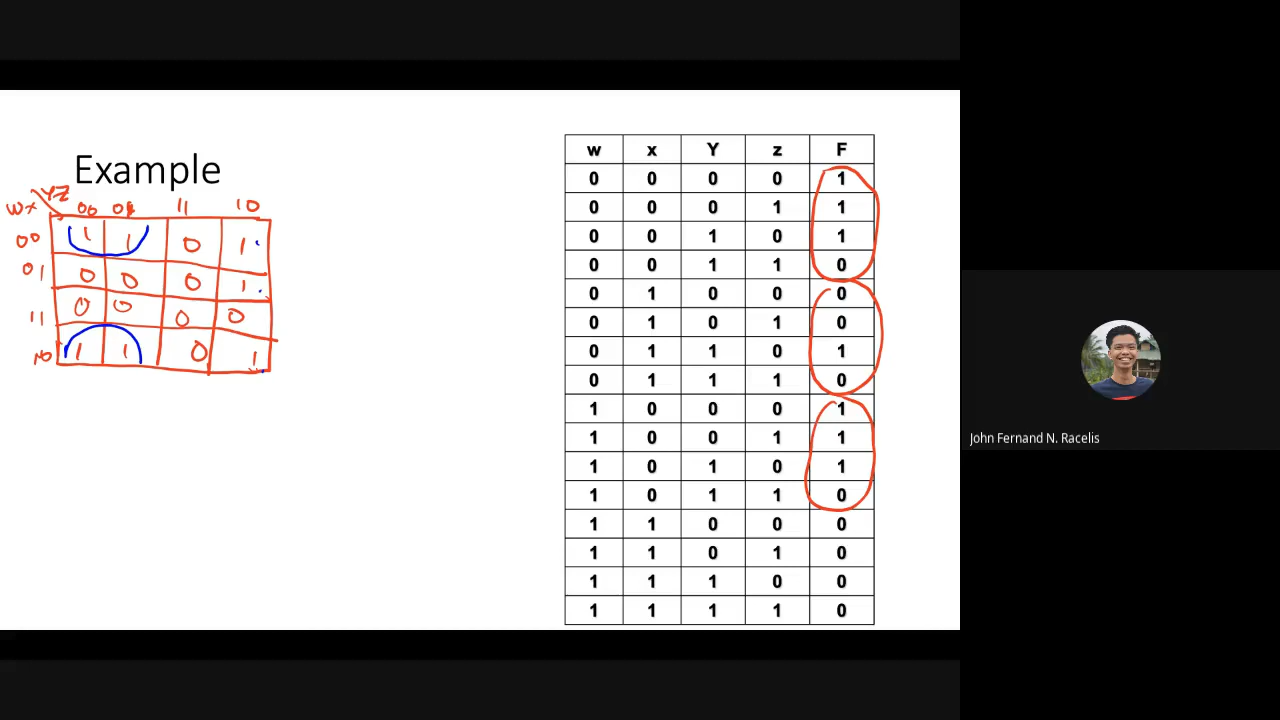 Example
YZ
wx 00 01 11 10
00 1 1 0 1
01 0 0 0 1
11 0 0 0 0
10 1 1 0 1
w x Y z F
0 0 0 0 1
0 0 0 1 1
0 0 1 0 1
0 0 1 1 0
0 1 0 0 0
0 1 0 1 0
0 1 1 0 1
0 1 1 1 0
1 0 0 0 1
1 0 0 1 1
1 0 1 0 1
1 0 1 1 0
1 1 0 0 0
1 1 0 1 0
1 1 1 0 0
1 1 1 1 0
John Fernand N. Racelis